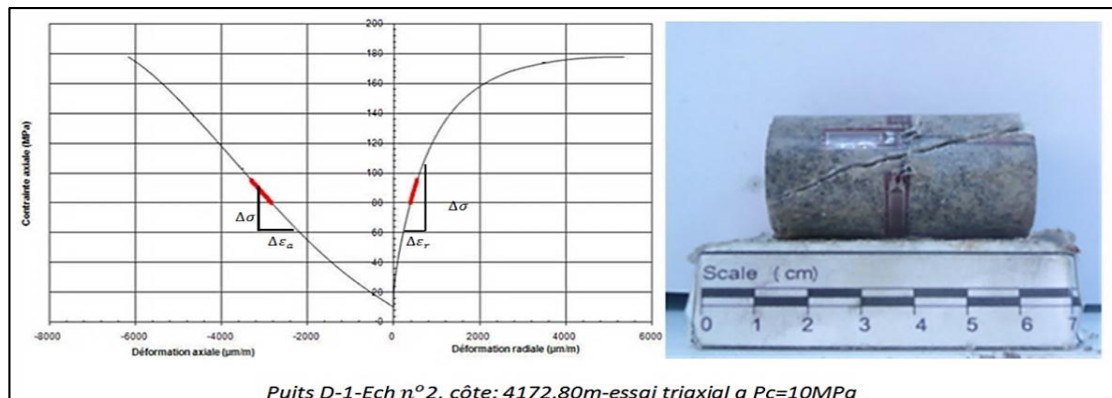 Contrainte axiale (MPa)
200
180
160
140
120
100
80
60
40
20
0
Δσ
Δε_a
Δσ
Δε_r
-8000 -6000 -4000 -2000 0 2000 4000 6000
Déformation axiale (µm/m) Déformation radiale (µm/m)
Scale (cm)
0 1 2 3 4 5 6 7
Puits D-1-Ech n°2, côte: 4172.80m-essai triaxial a Pc=10MPa